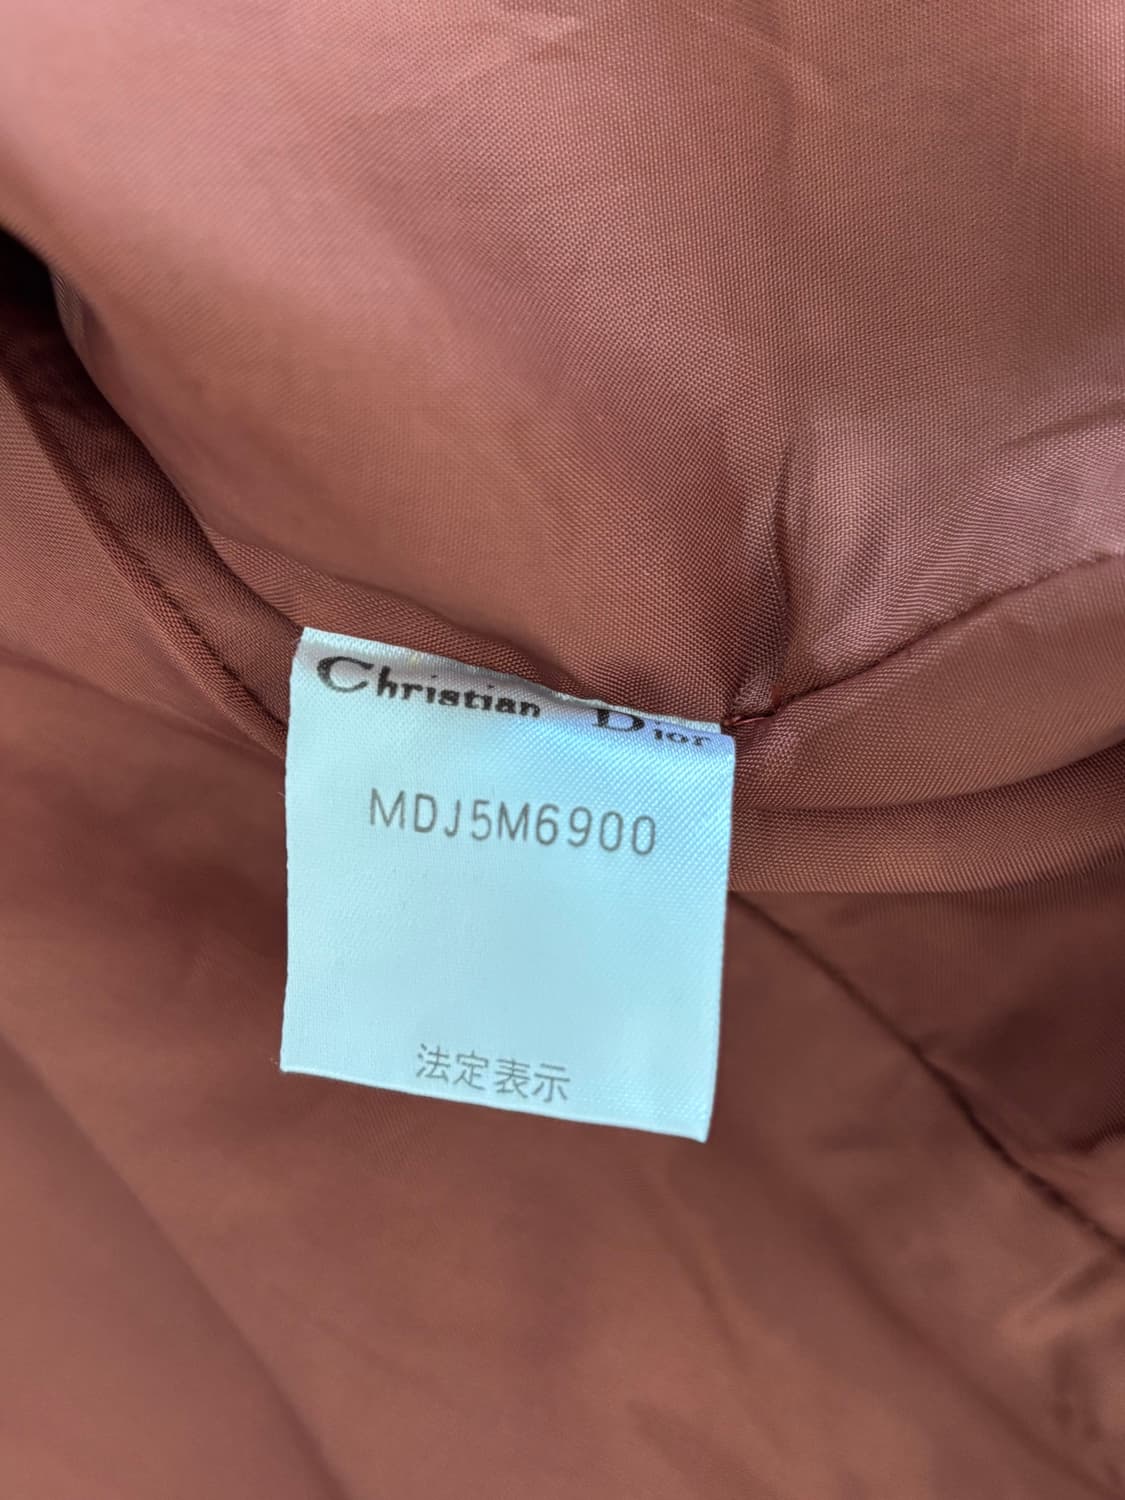 Christian Dior
MDJ5M6900
法定表示